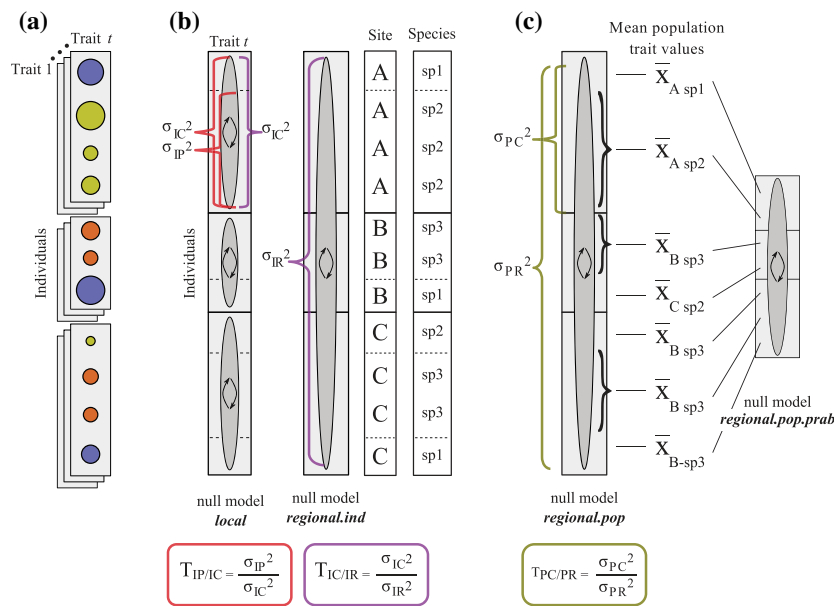 (a)
Trait t
Trait 1
Individuals
(b)
Trait t
Site
Species
σIC²
σIP²
σIC²
σIR²
Individuals
A sp1
A sp2
A sp2
A sp2
B sp3
B sp3
B sp1
C sp2
C sp3
C sp3
C sp1
null model
local
null model
regional.ind
TIP/IC = σIP² / σIC²
TIC/IR = σIC² / σIR²
(c)
Mean population
trait values
σPC²
σPR²
X̄A sp1
X̄A sp2
X̄B sp3
X̄C sp2
X̄B sp3
X̄B sp3
X̄B-sp3
null model
regional.pop
null model
regional.pop.prab
TPC/PR = σPC² / σPR²